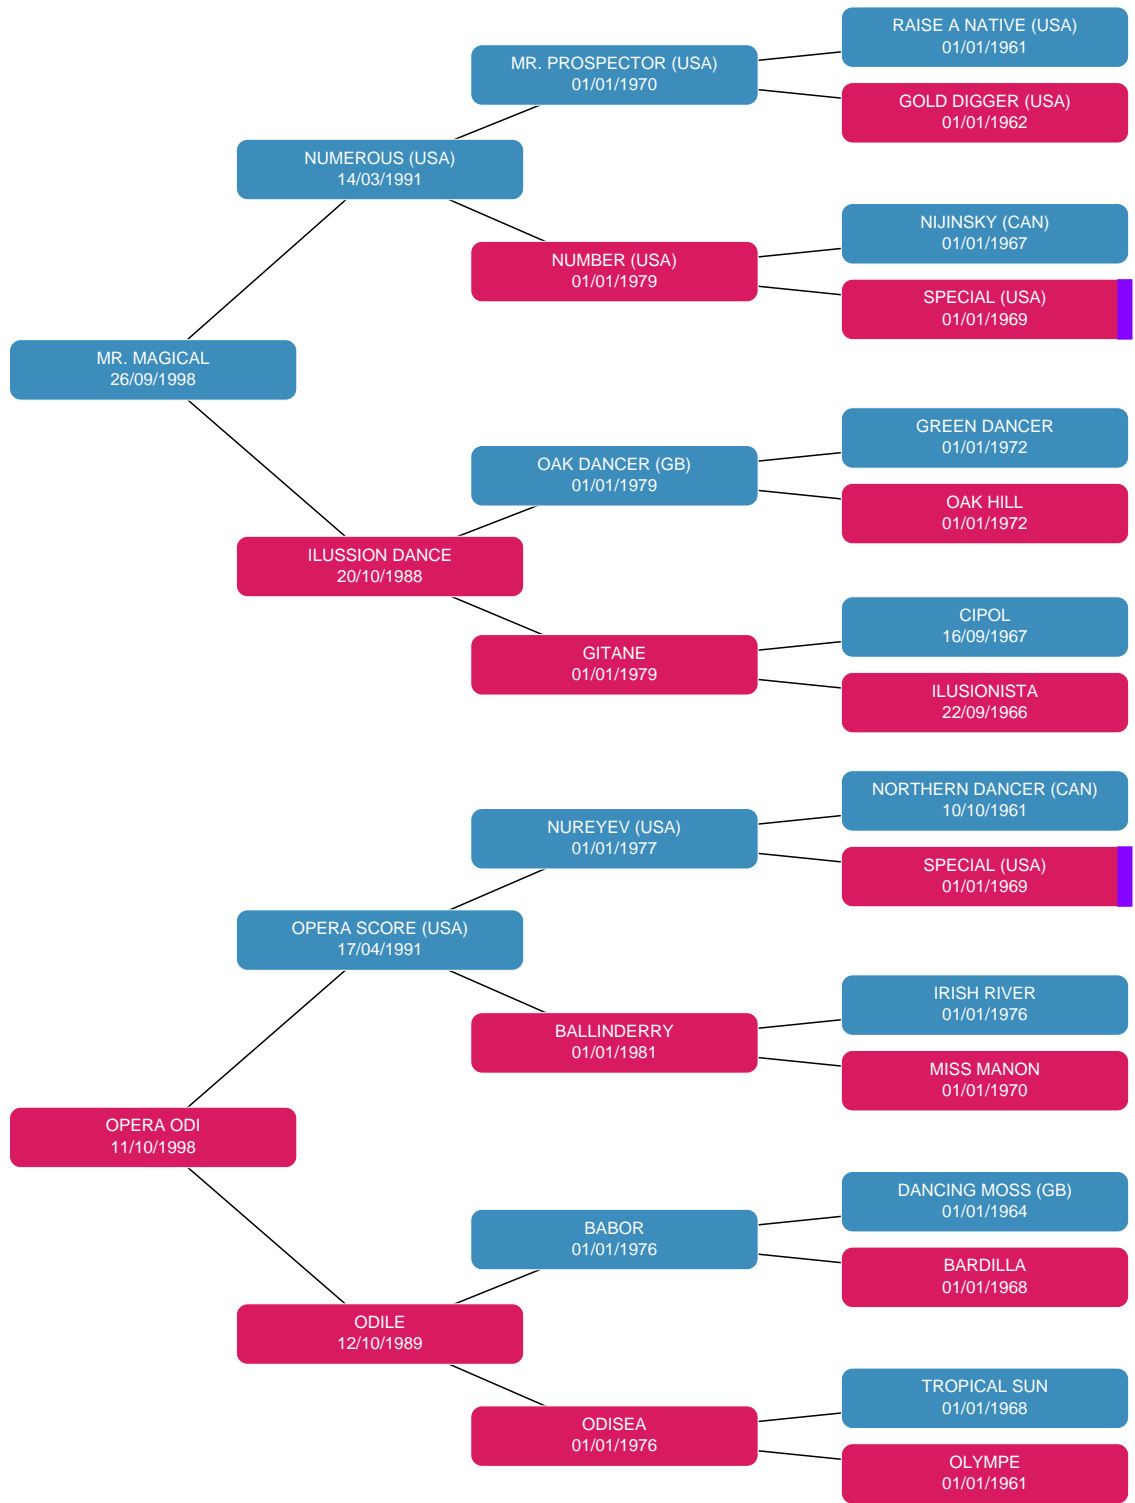 RAISE A NATIVE (USA)
01/01/1961
MR. PROSPECTOR (USA)
01/01/1970
GOLD DIGGER (USA)
01/01/1962
NUMEROUS (USA)
14/03/1991
NIJINSKY (CAN)
01/01/1967
NUMBER (USA)
01/01/1979
SPECIAL (USA)
01/01/1969
MR. MAGICAL
26/09/1998
GREEN DANCER
01/01/1972
OAK DANCER (GB)
01/01/1979
OAK HILL
01/01/1972
ILUSSION DANCE
20/10/1988
CIPOL
16/09/1967
GITANE
01/01/1979
ILUSIONISTA
22/09/1966
NORTHERN DANCER (CAN)
10/10/1961
NUREYEV (USA)
01/01/1977
SPECIAL (USA)
01/01/1969
OPERA SCORE (USA)
17/04/1991
IRISH RIVER
01/01/1976
BALLINDERRY
01/01/1981
MISS MANON
01/01/1970
OPERA ODI
11/10/1998
DANCING MOSS (GB)
01/01/1964
BABOR
01/01/1976
BARDILLA
01/01/1968
ODILE
12/10/1989
TROPICAL SUN
01/01/1968
ODISEA
01/01/1976
OLYMPE
01/01/1961